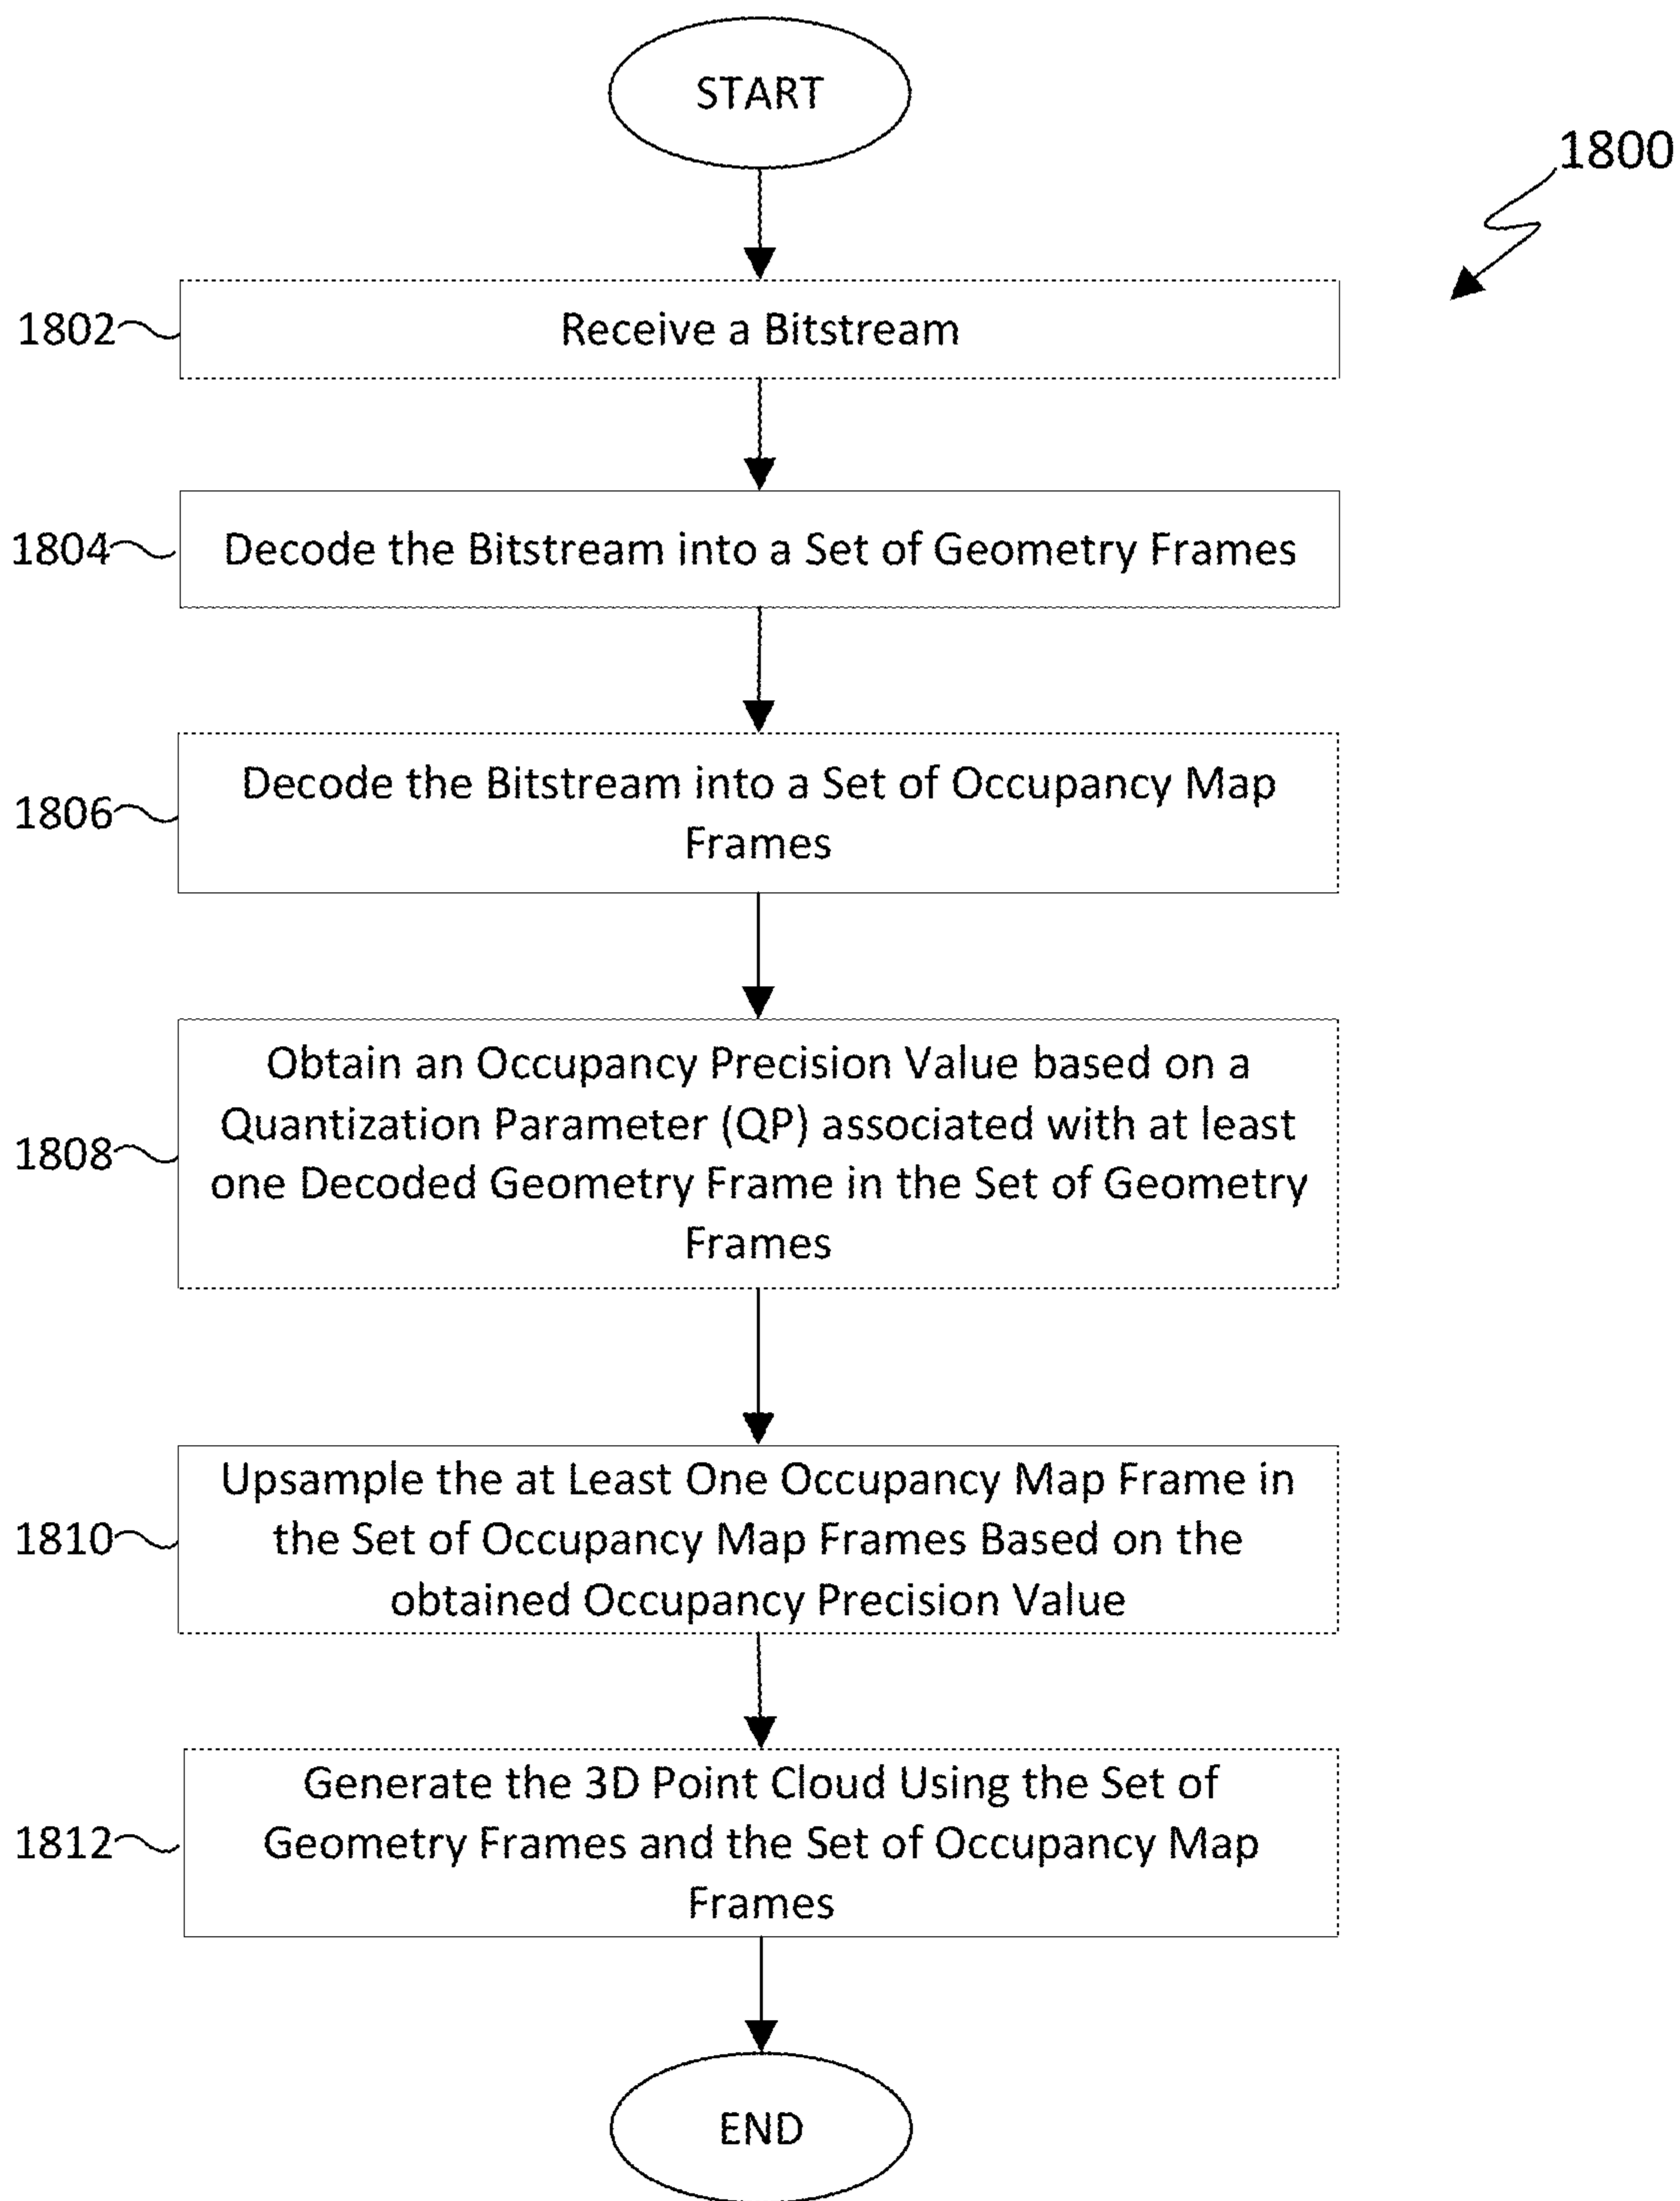 START
1800
1802
Receive a Bitstream
1804
Decode the Bitstream into a Set of Geometry Frames
1806
Decode the Bitstream into a Set of Occupancy Map
Frames
1808
Obtain an Occupancy Precision Value based on a
Quantization Parameter (QP) associated with at least
one Decoded Geometry Frame in the Set of Geometry
Frames
1810
Upsample the at Least One Occupancy Map Frame in
the Set of Occupancy Map Frames Based on the
obtained Occupancy Precision Value
1812
Generate the 3D Point Cloud Using the Set of
Geometry Frames and the Set of Occupancy Map
Frames
END